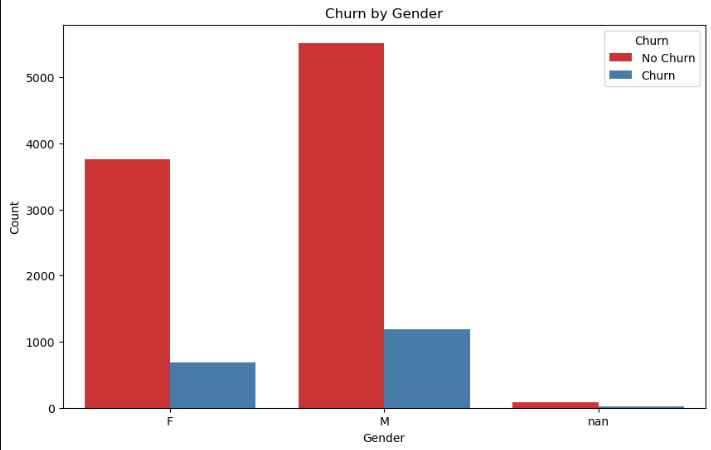 Churn by Gender
Churn
No Churn
Churn
5000
4000
3000
2000
1000
0
Count
F M nan
Gender